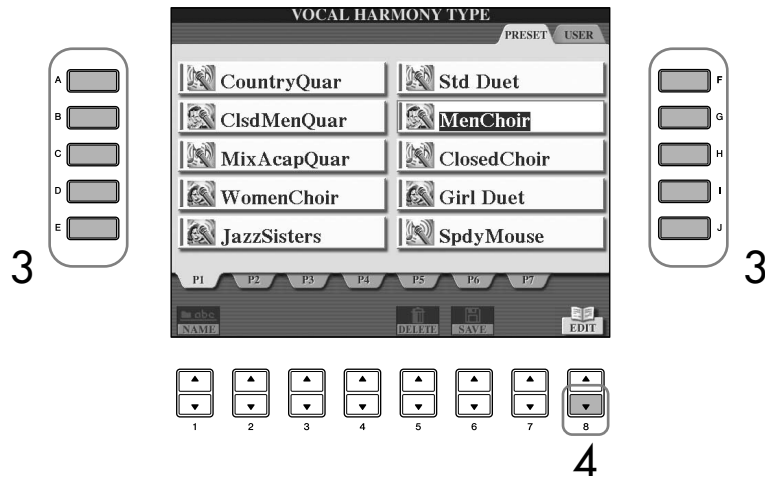 VOCAL HARMONY TYPE
PRESET USER
A CountryQuar Std Duet F
B ClsdMenQuar MenChoir G
C MixAcapQuar ClosedChoir H
D WomenChoir Girl Duet I
E JazzSisters SpdyMouse J
3 3
P1 P2 P3 P4 P5 P6 P7
abc
NAME DELETE SAVE EDIT
1 2 3 4 5 6 7 8
4